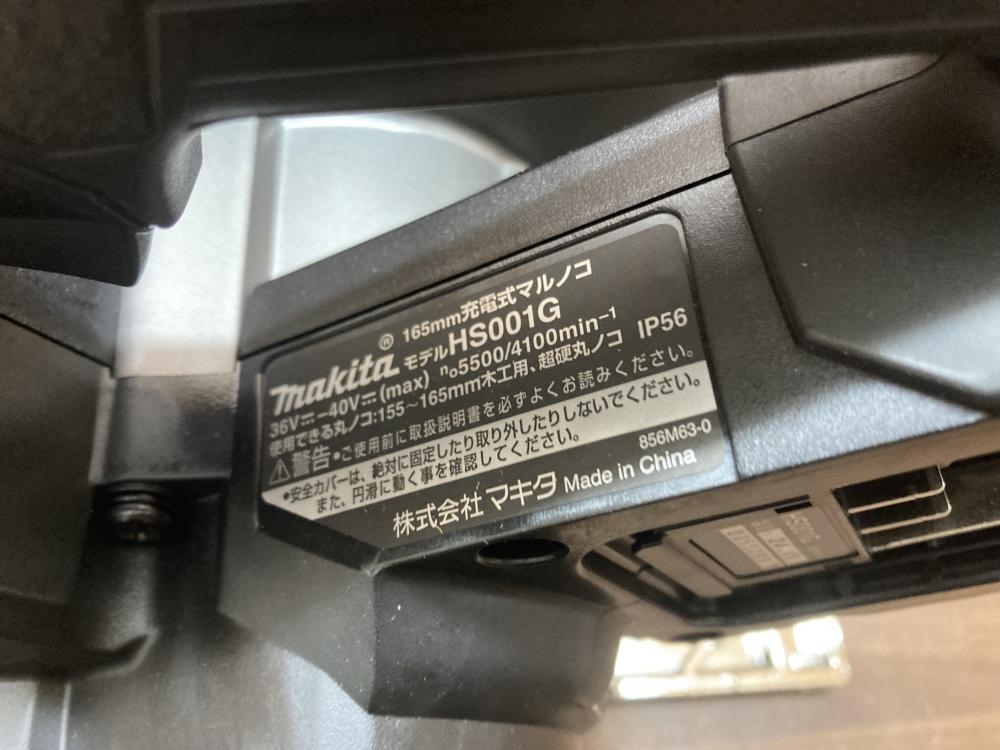 165mm充電式マルノコ
makita® モデルHS001G
36V⎓–40V⎓(max) n₀5500/4100min⁻¹
使用できる丸ノコ:155～165mm木工用、超硬丸ノコ IP56
⚠警告 •ご使用前に取扱説明書を必ずよくお読みください。
•安全カバーは、絶対に固定したり取り外したりしないでください。
また、円滑に動く事を確認してください。
856M63-0
株式会社マキタ Made in China
HS001G